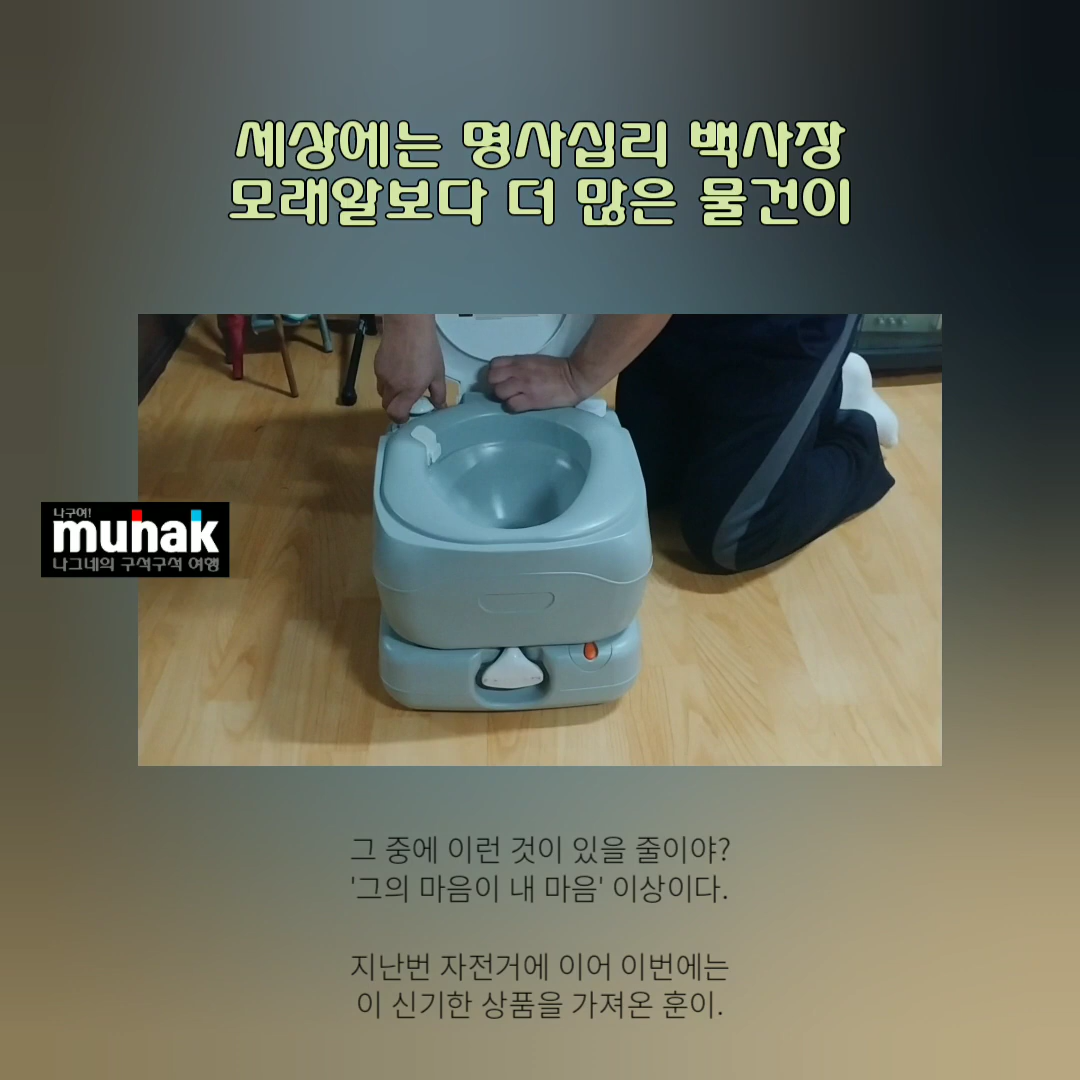 세상에는 명사십리 백사장
모래알보다 더 많은 물건이
나구여!
muhak
나그네의 구석구석 여행
그 중에 이런 것이 있을 줄이야?
'그의 마음이 내 마음' 이상이다.
지난번 자전거에 이어 이번에는
이 신기한 상품을 가져온 훈이.